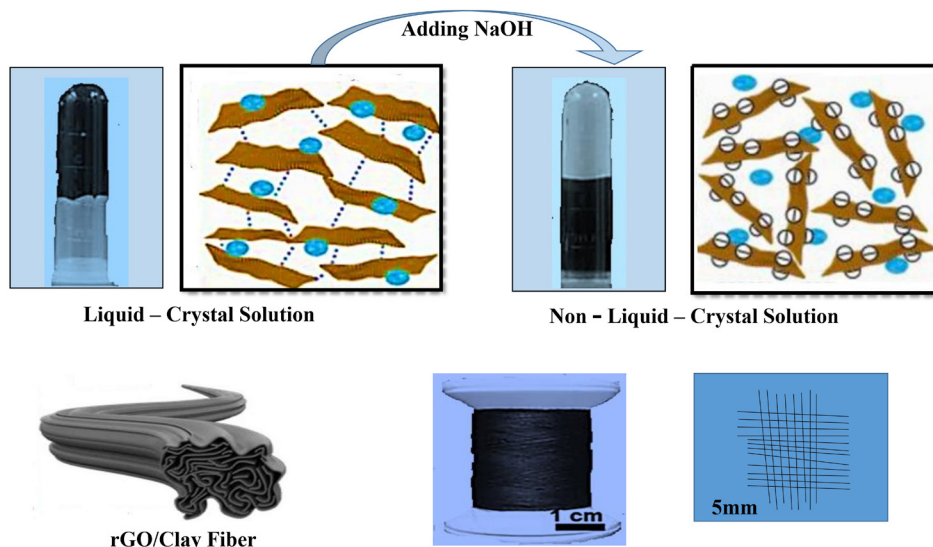 Adding NaOH
Liquid – Crystal Solution
Non - Liquid – Crystal Solution
rGO/Clay Fiber
1 cm
5mm